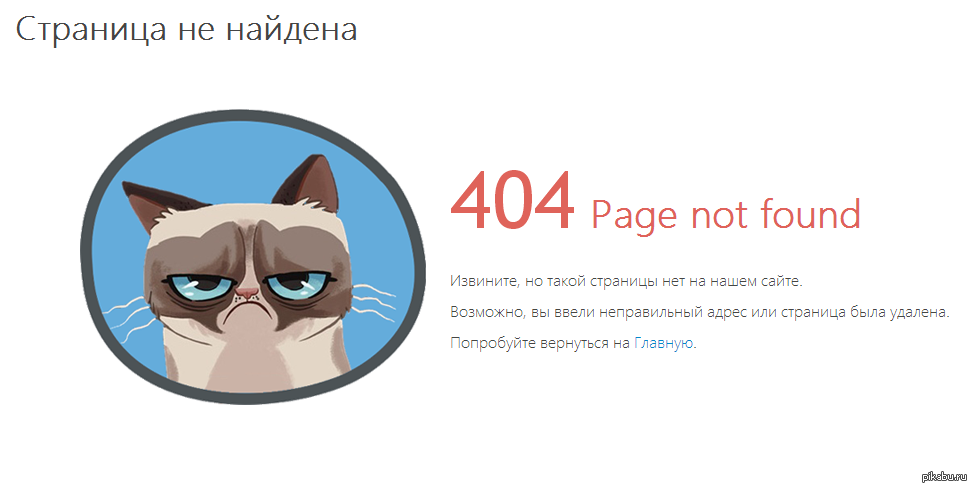 Страница не найдена
404 Page not found
Извините, но такой страницы нет на нашем сайте.
Возможно, вы ввели неправильный адрес или страница была удалена.
Попробуйте вернуться на Главную.
pikabu.ru